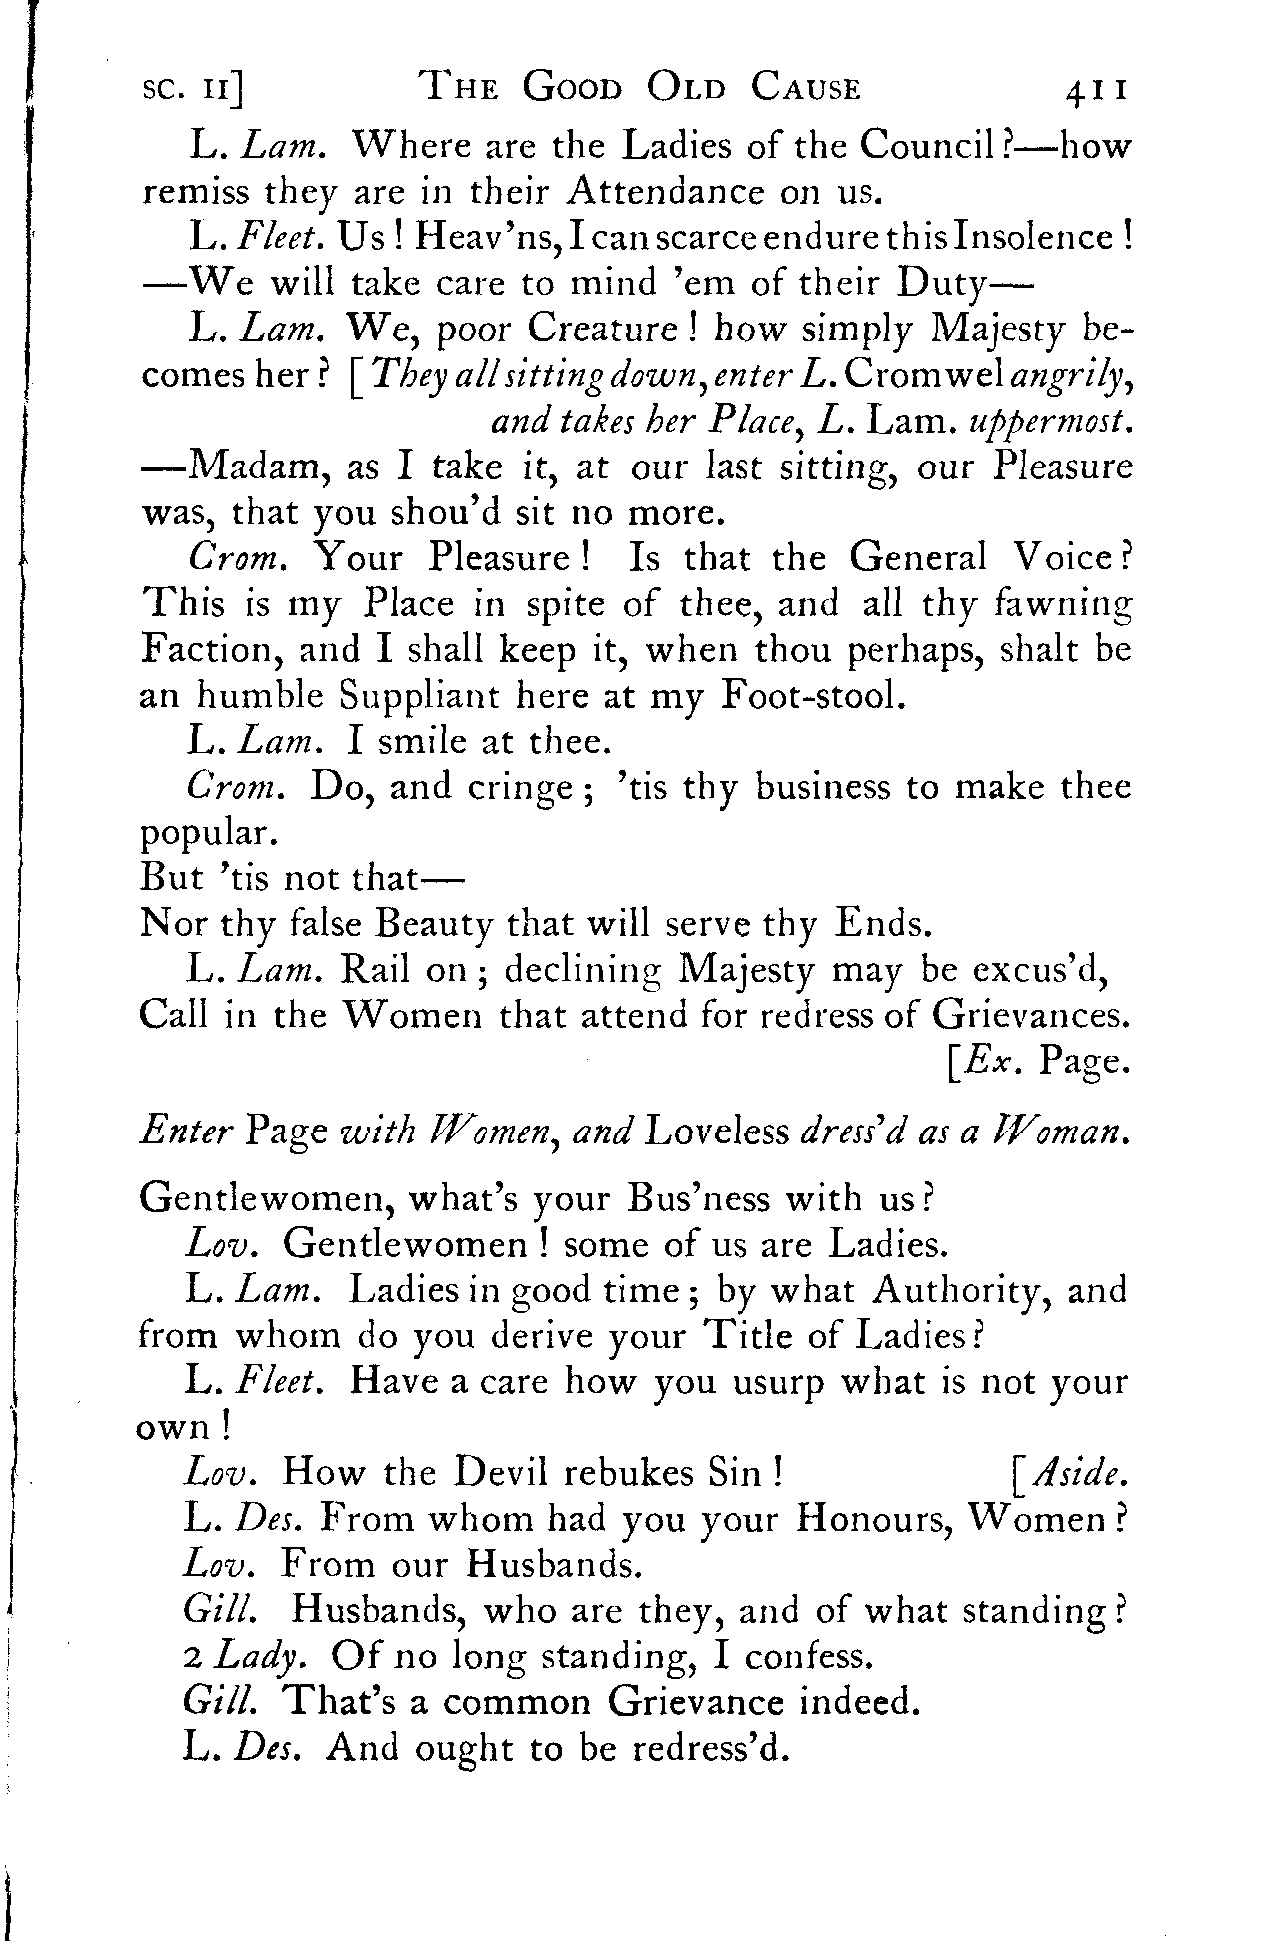 SC. II] THE GOOD OLD CAUSE 411
L. Lam. Where are the Ladies of the Council?—how
remiss they are in their Attendance on us.
L. Fleet. Us! Heav'ns, I can scarce endure this Insolence!
—We will take care to mind 'em of their Duty—
L. Lam. We, poor Creature! how simply Majesty be-
comes her? [They all sitting down, enter L. Cromwel angrily,
and takes her Place, L. Lam. uppermost.
—Madam, as I take it, at our last sitting, our Pleasure
was, that you shou'd sit no more.
Crom. Your Pleasure! Is that the General Voice?
This is my Place in spite of thee, and all thy fawning
Faction, and I shall keep it, when thou perhaps, shalt be
an humble Suppliant here at my Foot-stool.
L. Lam. I smile at thee.
Crom. Do, and cringe; 'tis thy business to make thee
popular.
But 'tis not that—
Nor thy false Beauty that will serve thy Ends.
L. Lam. Rail on; declining Majesty may be excus'd,
Call in the Women that attend for redress of Grievances.
[Ex. Page.
Enter Page with Women, and Loveless dress'd as a Woman.
Gentlewomen, what's your Bus'ness with us?
Lov. Gentlewomen! some of us are Ladies.
L. Lam. Ladies in good time; by what Authority, and
from whom do you derive your Title of Ladies?
L. Fleet. Have a care how you usurp what is not your
own!
Lov. How the Devil rebukes Sin! [Aside.
L. Des. From whom had you your Honours, Women?
Lov. From our Husbands.
Gill. Husbands, who are they, and of what standing?
2 Lady. Of no long standing, I confess.
Gill. That's a common Grievance indeed.
L. Des. And ought to be redress'd.